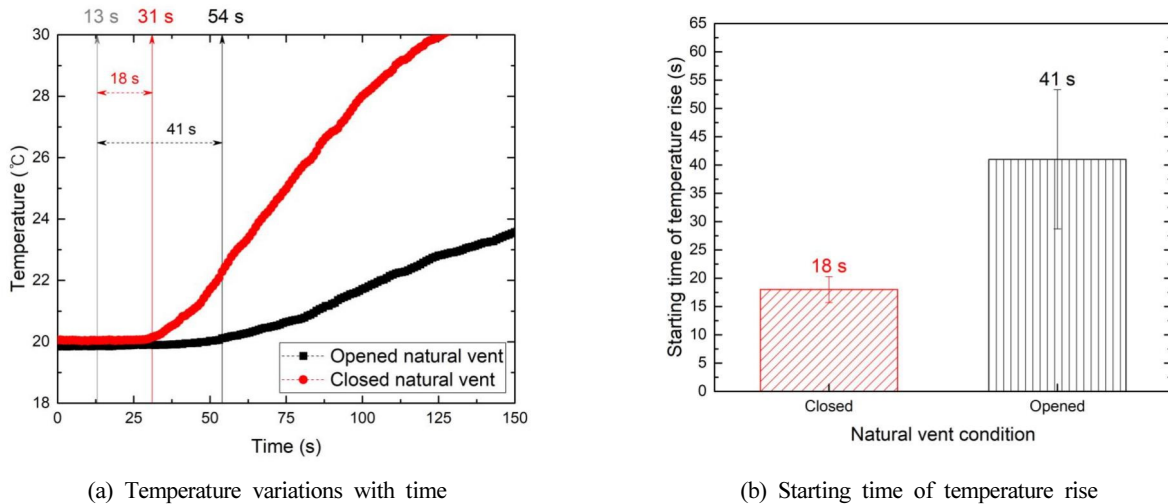 13 s 31 s 54 s
30
28
26
24
22
20
18
Temperature (℃)
18 s
41 s
Opened natural vent
Closed natural vent
0 25 50 75 100 125 150
Time (s)
(a) Temperature variations with time
65
60
55
50
45
40
35
30
25
20
15
10
5
0
Starting time of temperature rise (s)
18 s
41 s
Closed Opened
Natural vent condition
(b) Starting time of temperature rise